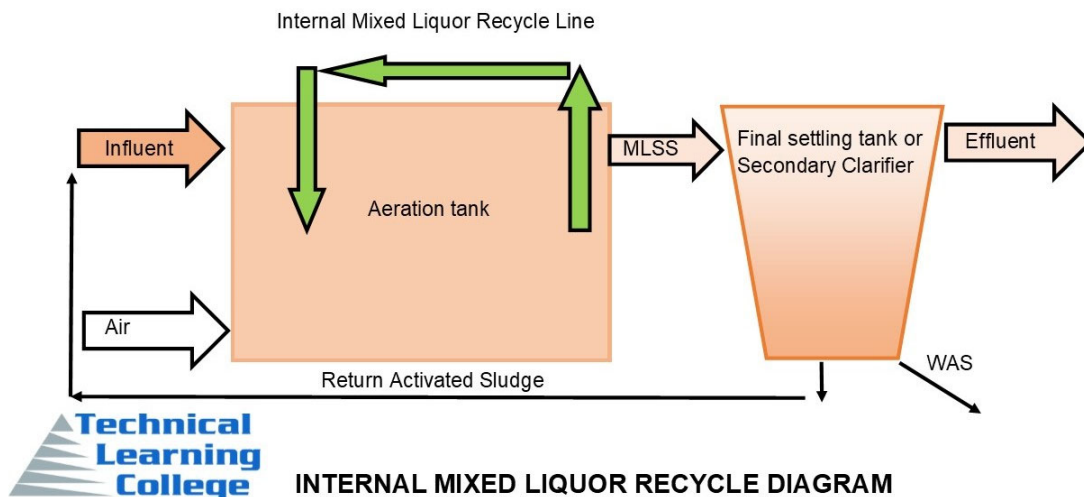 Internal Mixed Liquor Recycle Line
Influent
MLSS
Final settling tank or
Secondary Clarifier
Effluent
Aeration tank
Air
WAS
Return Activated Sludge
Technical
Learning
College
INTERNAL MIXED LIQUOR RECYCLE DIAGRAM